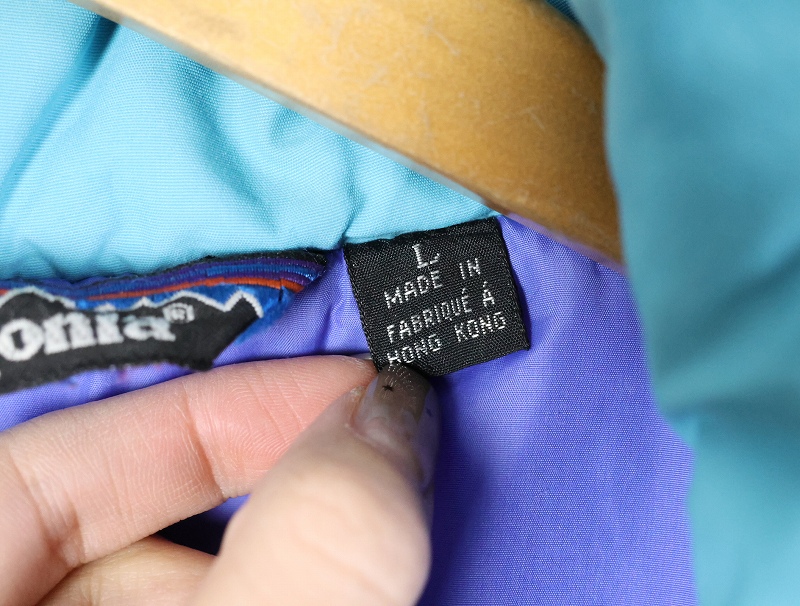 onia®
L
MADE IN
FABRIQUÉ À
HONG KONG